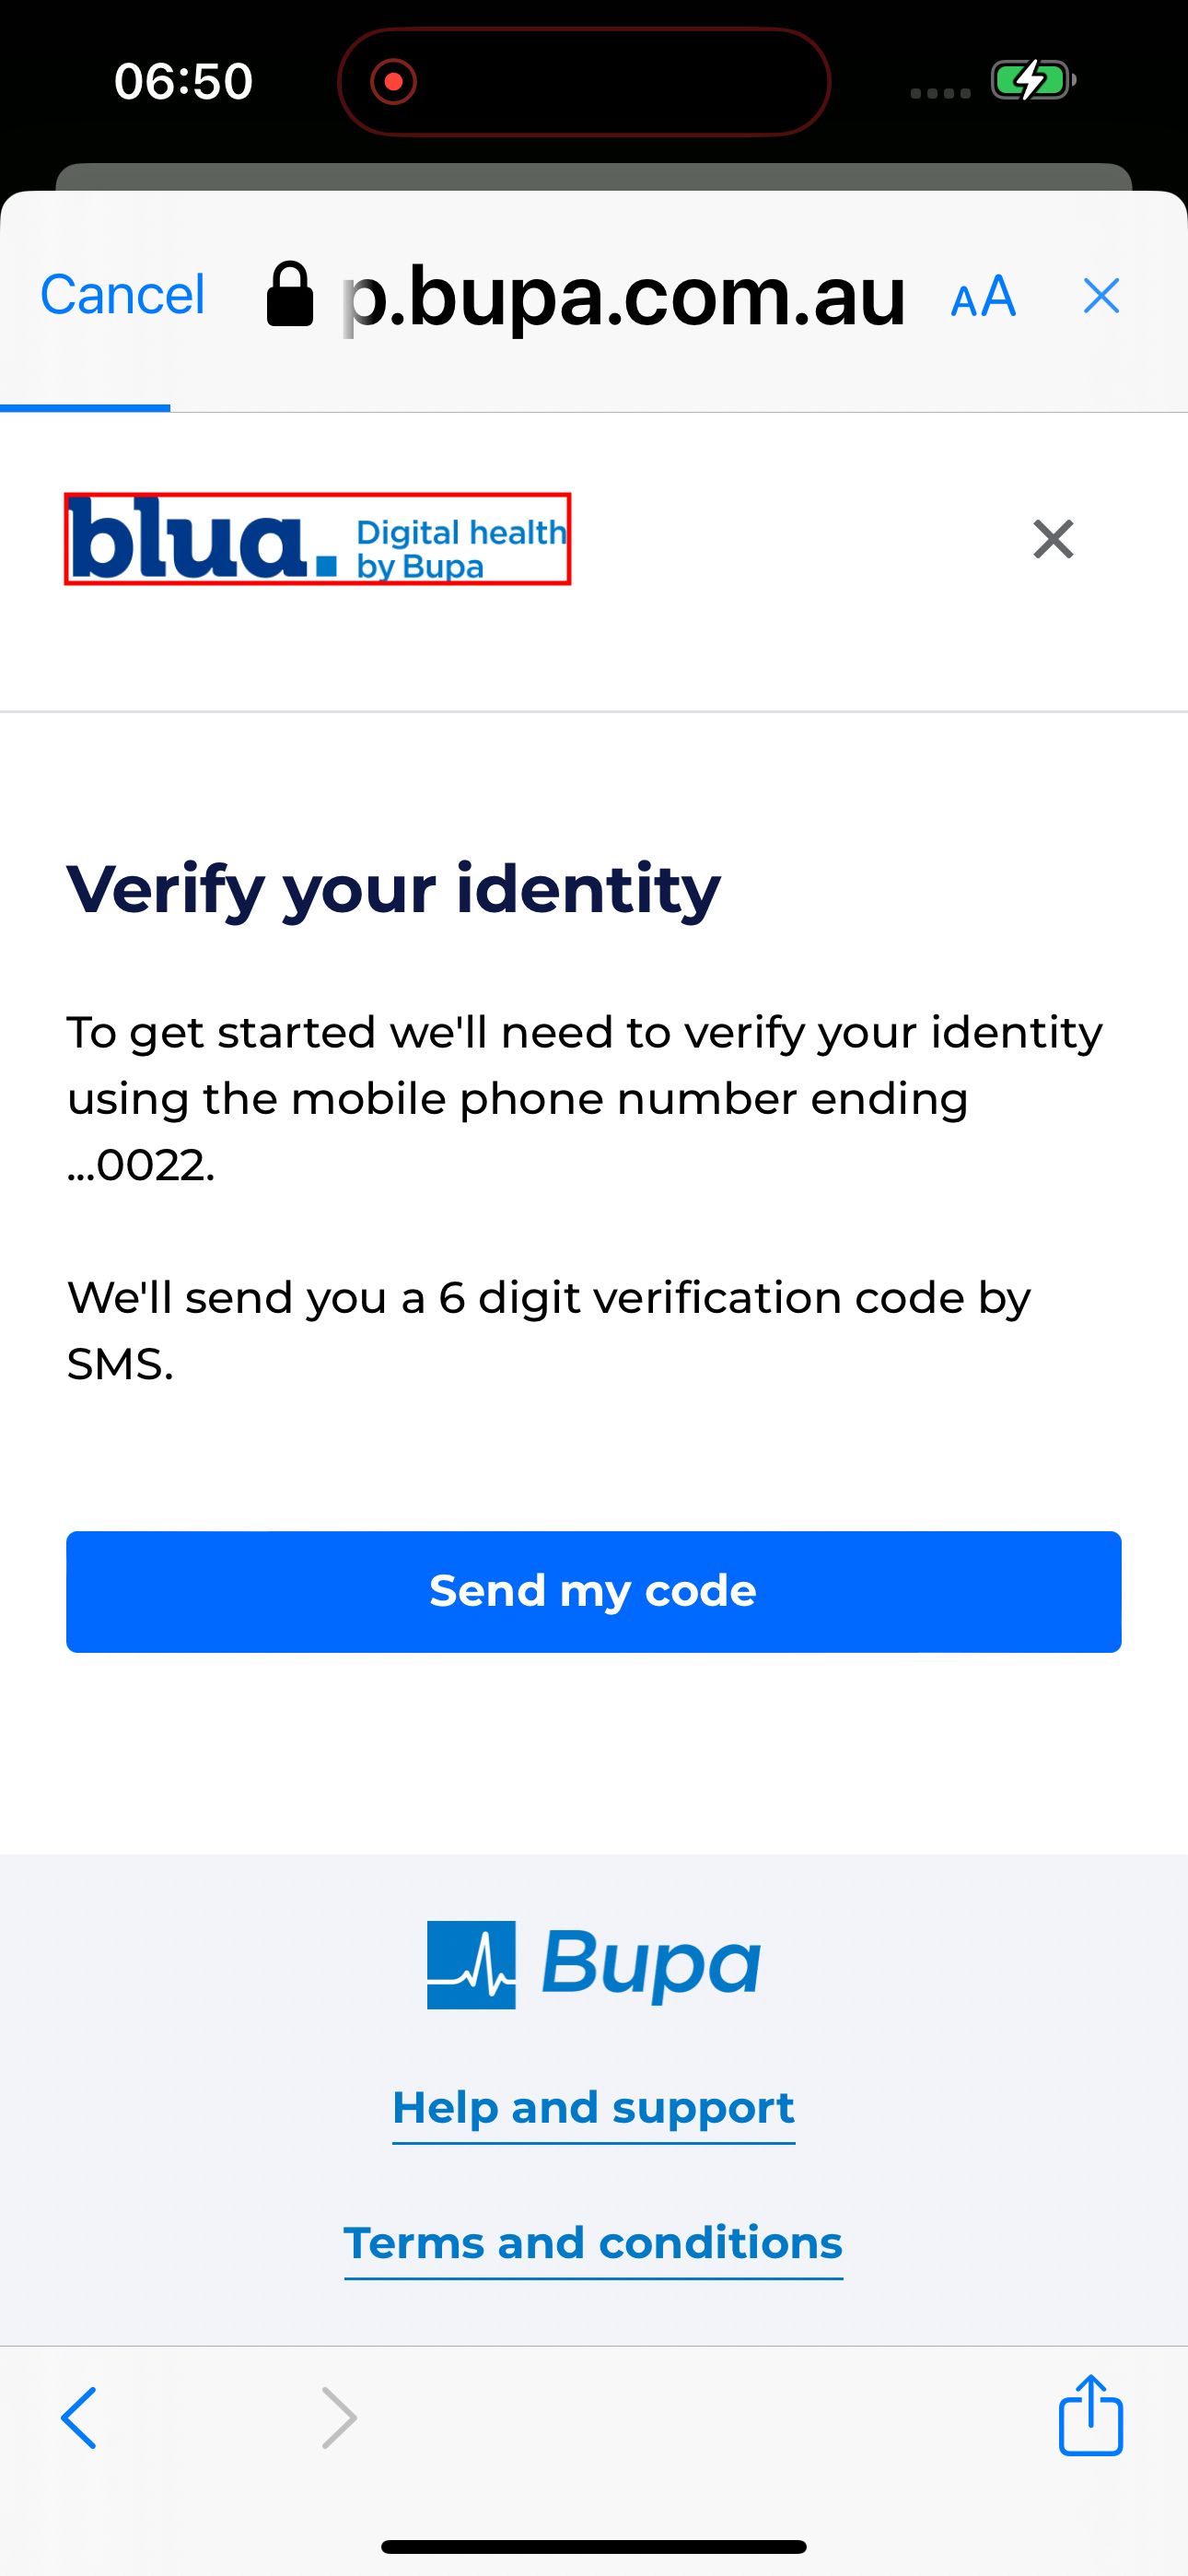 06:50
Cancel
p.bupa.com.au
AA
blua.
Digital health
by Bupa
Verify your identity
To get started we'll need to verify your identity
using the mobile phone number ending
...0022.
We'll send you a 6 digit verification code by
SMS.
Send my code
Bupa
Help and support
Terms and conditions